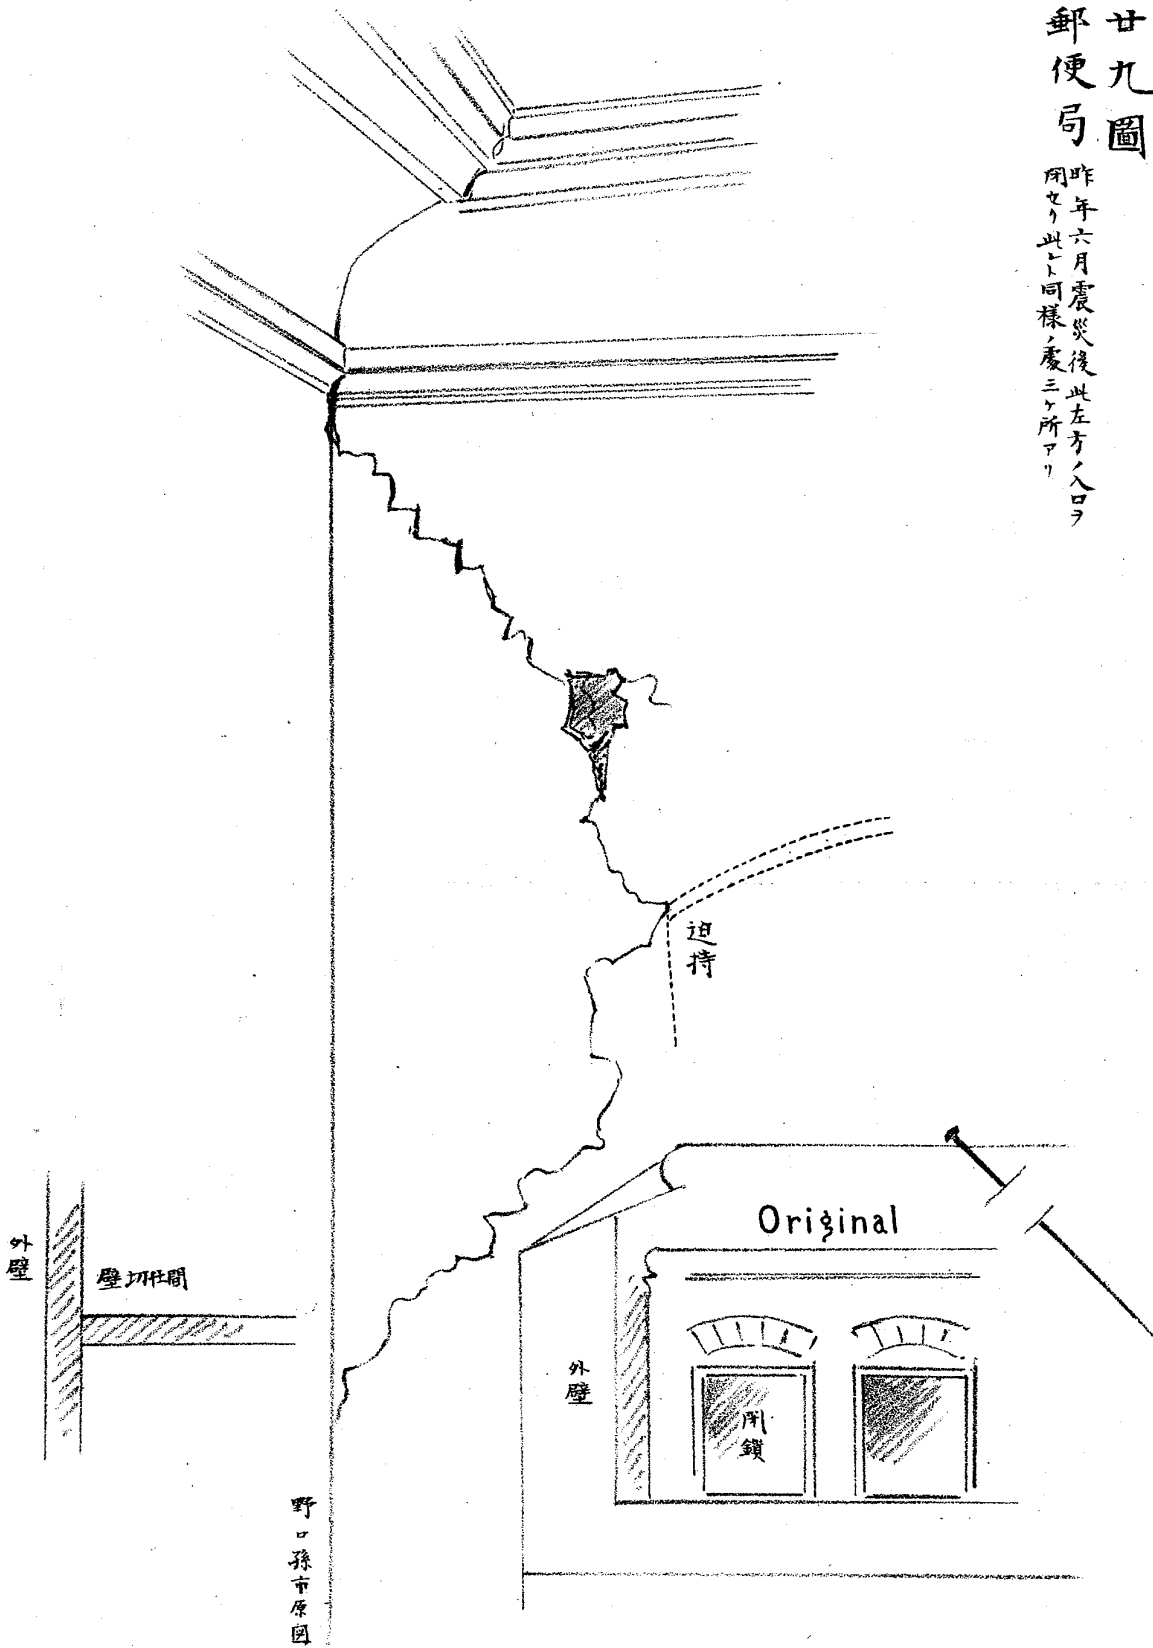 廿九圖
郵便局
昨年六月震災後此左方ノ入口ヲ
閉セリ此レト同様ノ處三ケ所アリ
迫持
外壁
間仕切壁
Original
外壁
閉鎖
野口孫市原図